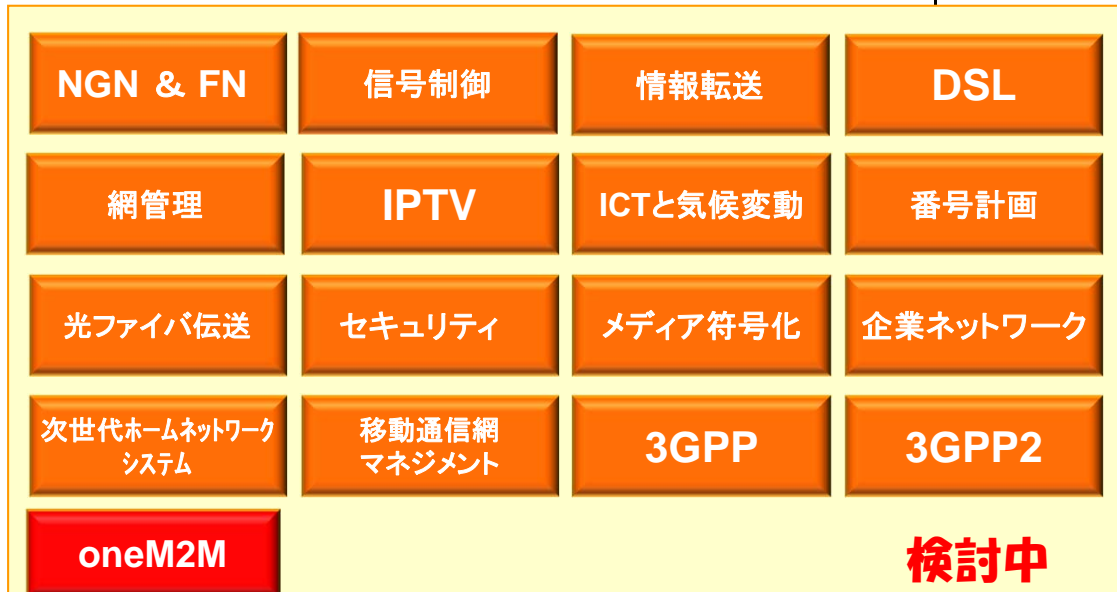 NGN & FN
信号制御
情報転送
DSL
網管理
IPTV
ICTと気候変動
番号計画
光ファイバ伝送
セキュリティ
メディア符号化
企業ネットワーク
次世代ホームネットワーク
システム
移動通信網
マネジメント
3GPP
3GPP2
oneM2M
検討中